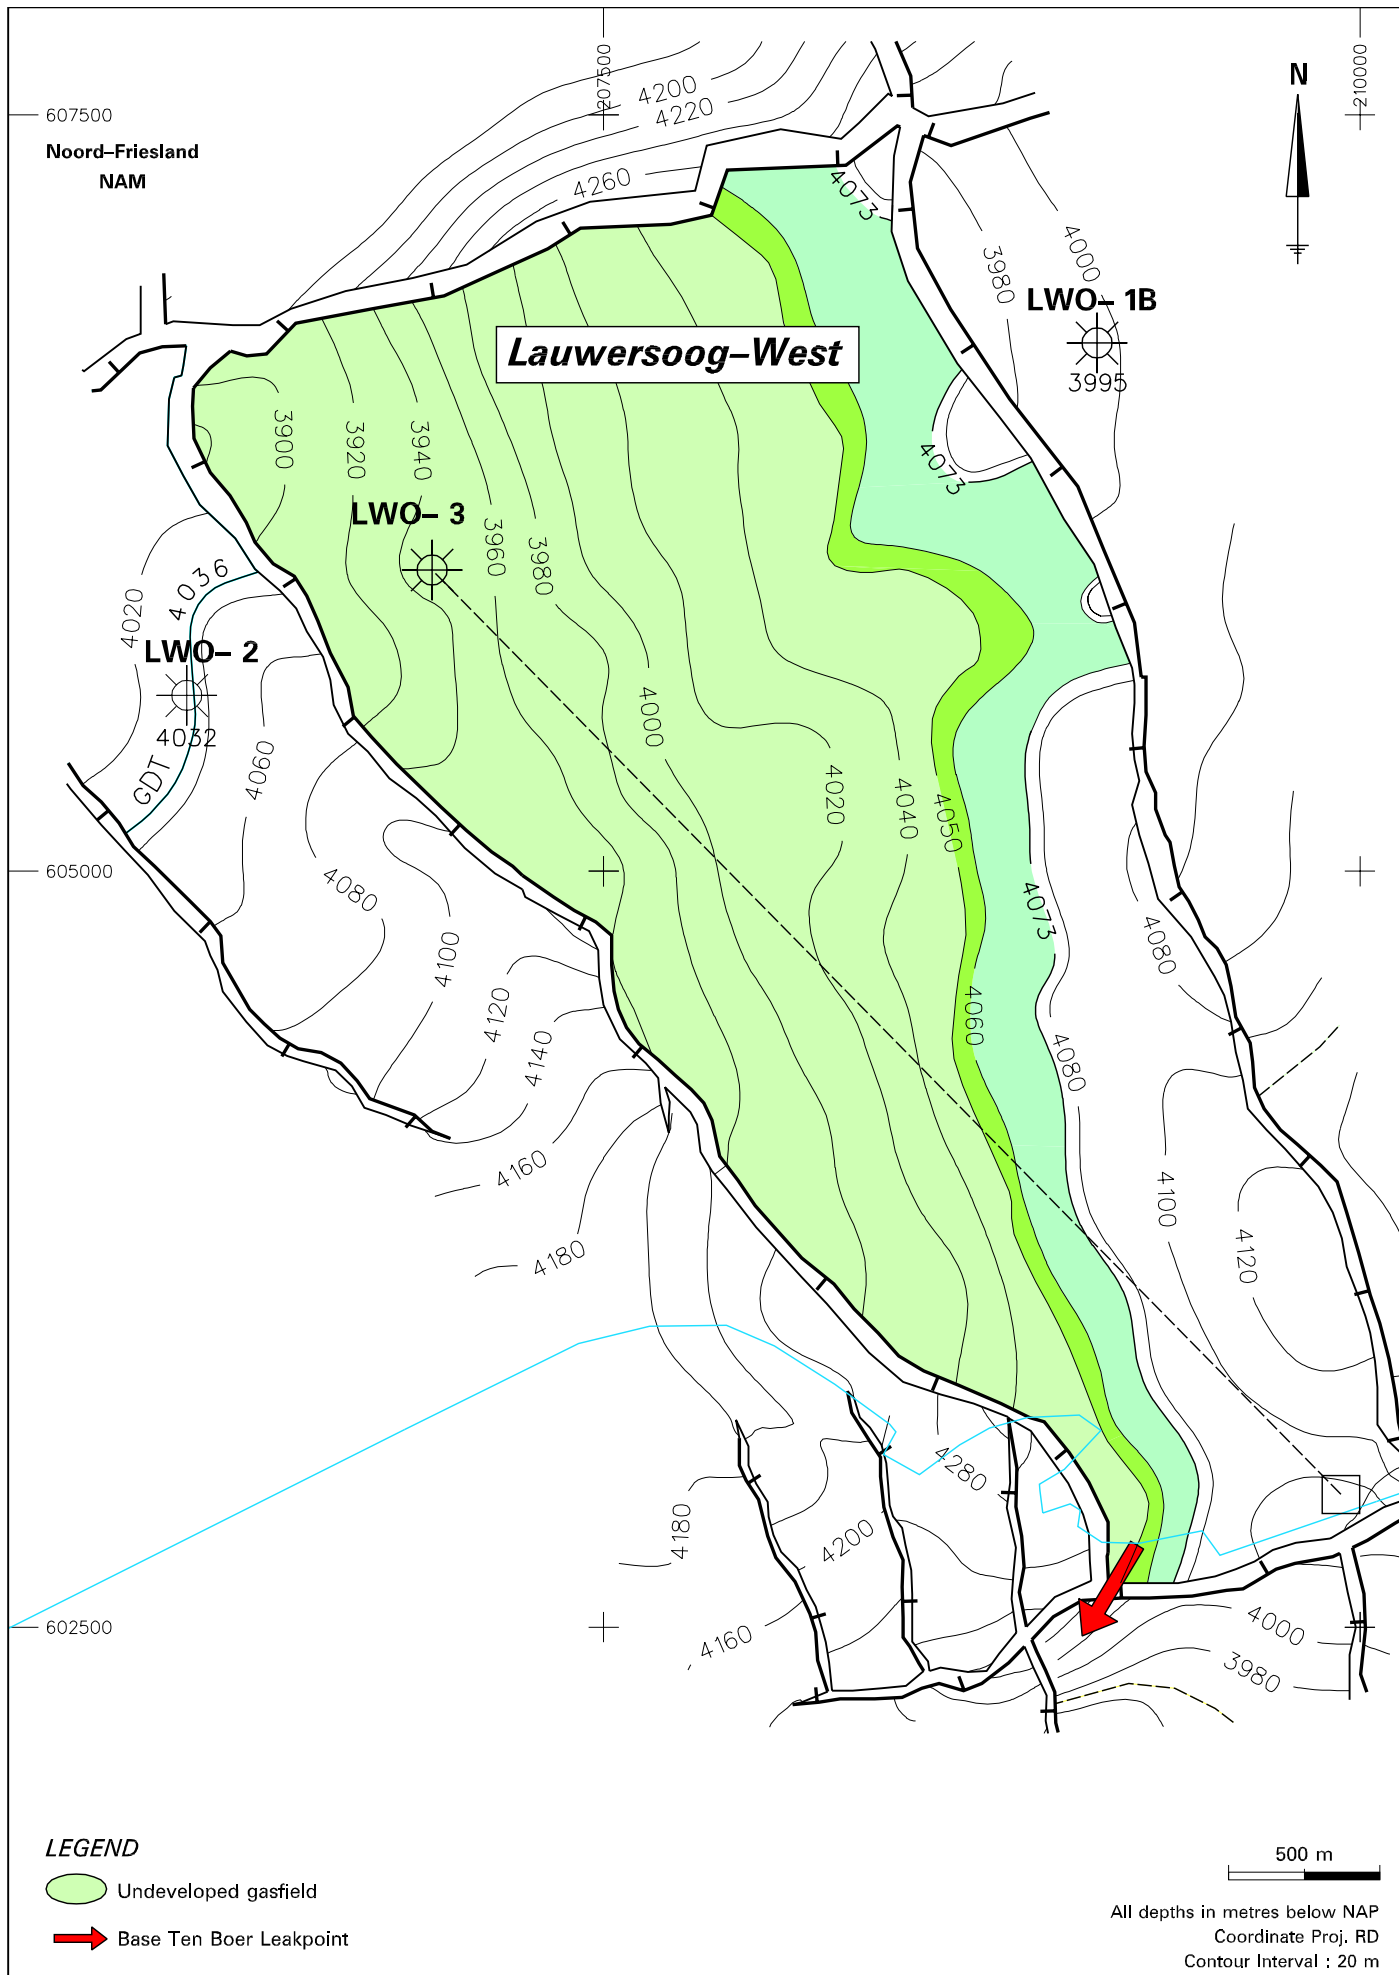 207500
210000
4200
4220
N
607500
Noord–Friesland
NAM
4260
4073
3980
4000
LWO– 1B
3995
Lauwersoog–West
3900
3920
3940
4073
LWO– 3
3960
3980
4036
4020
LWO– 2
4032
GDT
4060
4000
4020
4040
4050
605000
4080
4073
4080
4100
4120
4060
4140
4080
4160
4100
4120
4180
4280
4180
4200
4160
602500
4000
3980
LEGEND
Undeveloped gasfield
Base Ten Boer Leakpoint
500 m
All depths in metres below NAP
Coordinate Proj. RD
Contour Interval : 20 m